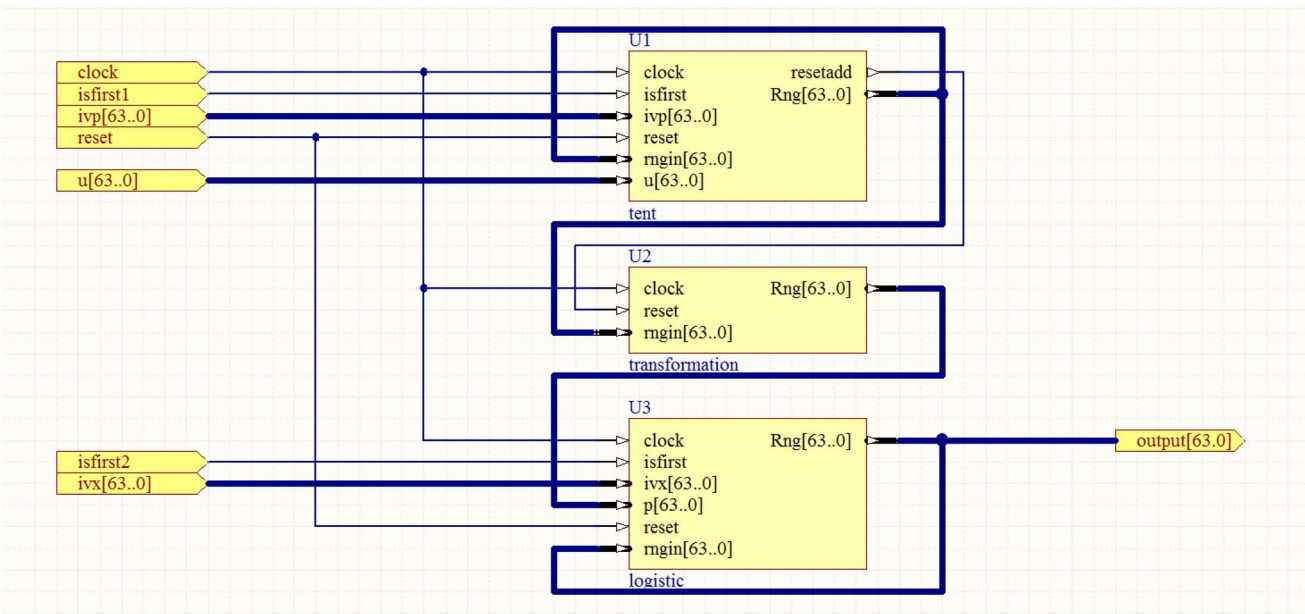 U1
clock clock resetadd
isfirst1 isfirst Rng[63..0]
ivp[63..0] ivp[63..0]
reset reset
rngin[63..0]
u[63..0] u[63..0]
tent
U2
clock Rng[63..0]
reset
rngin[63..0]
transformation
U3
clock Rng[63..0] output[63.0]
isfirst2 isfirst
ivx[63..0] ivx[63..0]
p[63..0]
reset
rngin[63..0]
logistic